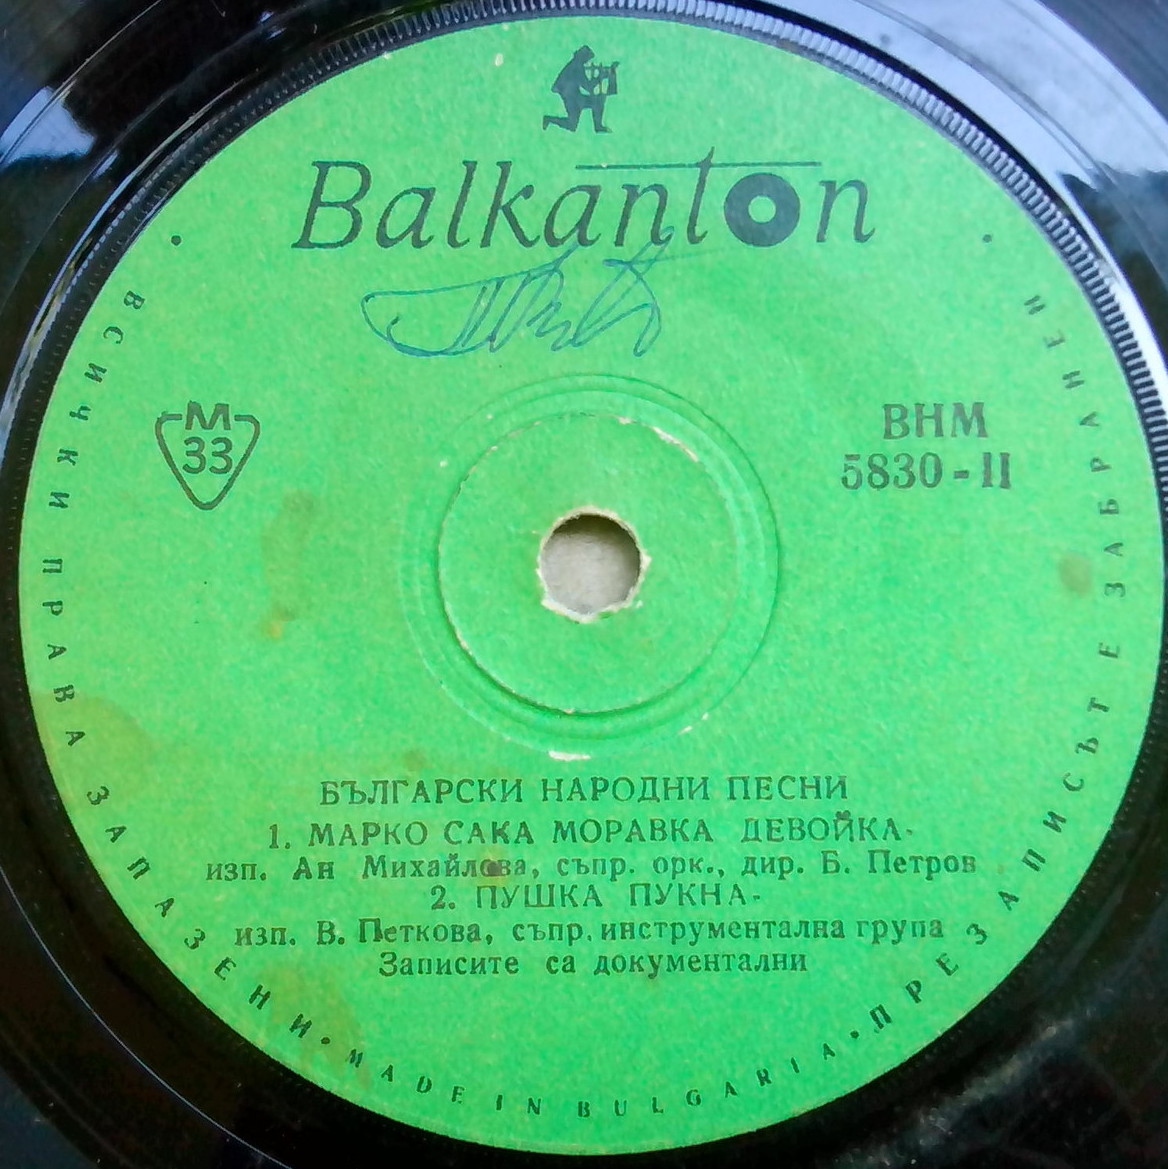 Balkanton
M
33
ВНМ
5830-II
БЪЛГАРСКИ НАРОДНИ ПЕСНИ
1. МАРКО САКА МОРАВКА ДЕВОЙКА-
изп. Ан Михайлова, съпр. орк., дир. Б. Петров
2. ПУШКА ПУКНА-
изп. В. Петкова, съпр. инструментална група
Записите са документални
• ВСИЧКИ ПРАВА ЗАПАЗЕНИ • MADE IN BULGARIA • ПРЕЗАПИСЪТ Е ЗАБРАНЕН •